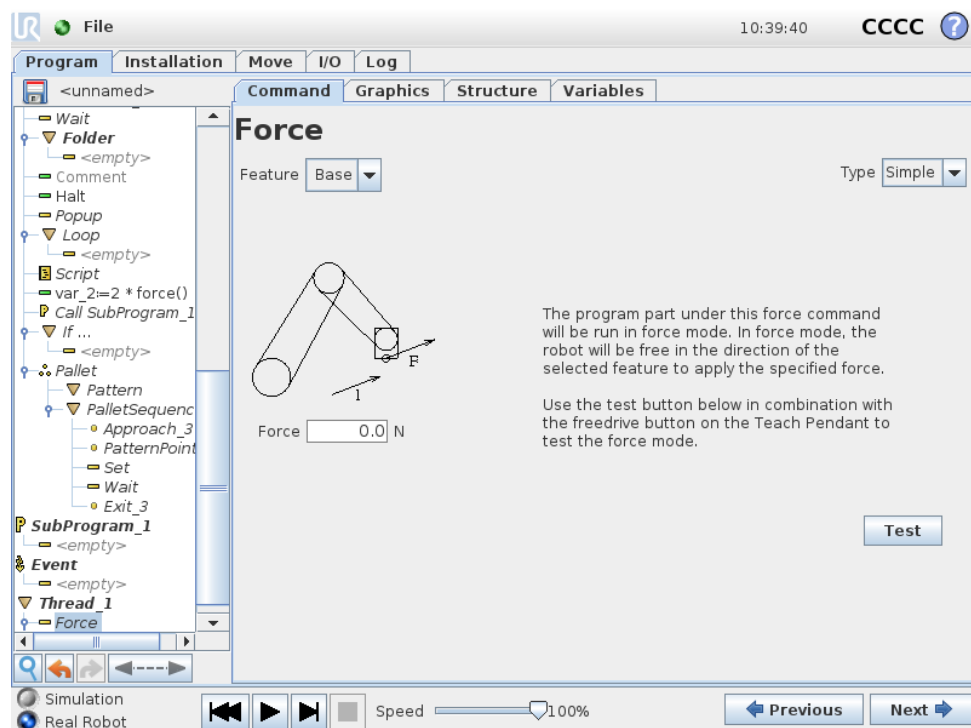 UR File 10:39:40 CCCC ?
Program Installation Move I/O Log
<unnamed>
Command Graphics Structure Variables
Wait
Folder
<empty>
Comment
Halt
Popup
Loop
<empty>
Script
var_2:=2 * force()
P Call SubProgram_1
If ...
<empty>
Pallet
Pattern
PalletSequenc
Approach_3
PatternPoint
Set
Wait
Exit_3
P SubProgram_1
<empty>
Event
<empty>
Thread_1
Force
Force
Feature Base
Type Simple
F
1
Force 0.0 N
The program part under this force command
will be run in force mode. In force mode, the
robot will be free in the direction of the
selected feature to apply the specified force.
Use the test button below in combination with
the freedrive button on the Teach Pendant to
test the force mode.
Test
Simulation
Real Robot
Speed 100%
Previous Next